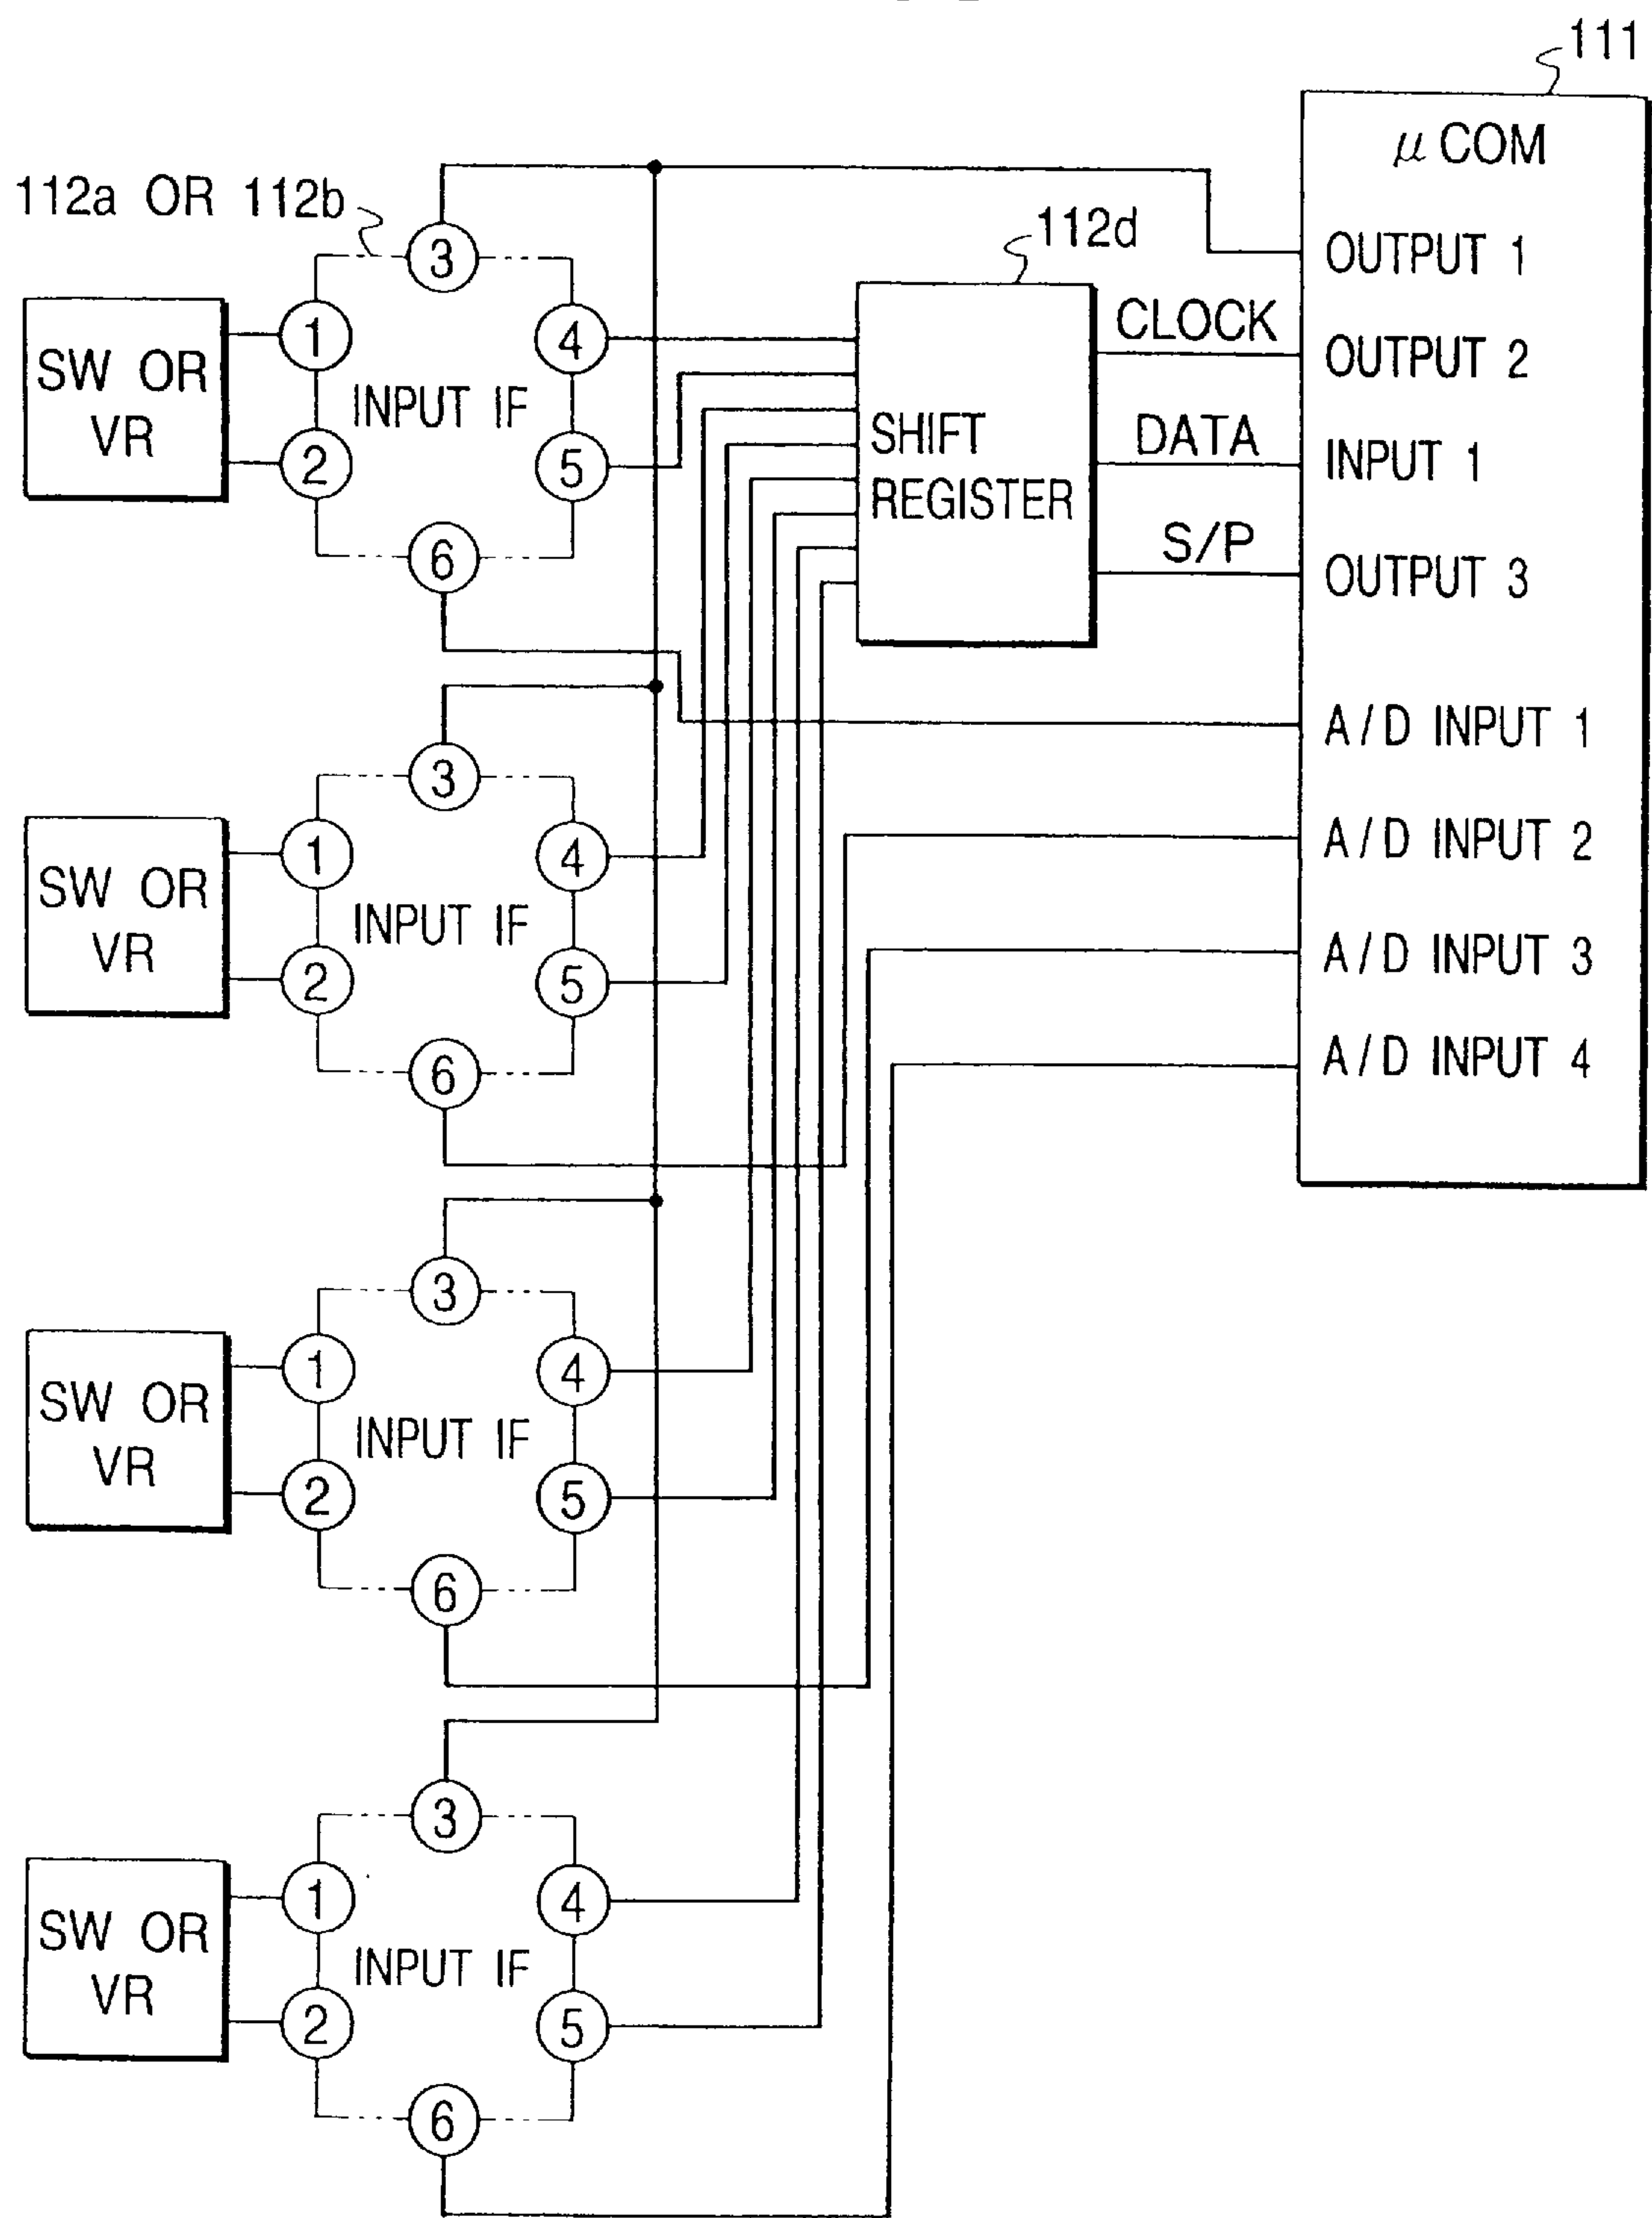 111
μ COM
112a OR 112b
3
112d
OUTPUT 1
SW OR
VR
1
INPUT IF
4
CLOCK
OUTPUT 2
SHIFT
REGISTER
2
5
DATA
INPUT 1
6
S/P
OUTPUT 3
A/D INPUT 1
3
SW OR
VR
1
INPUT IF
4
A/D INPUT 2
2
5
A/D INPUT 3
6
A/D INPUT 4
3
SW OR
VR
1
INPUT IF
4
2
5
6
3
SW OR
VR
1
INPUT IF
4
2
5
6